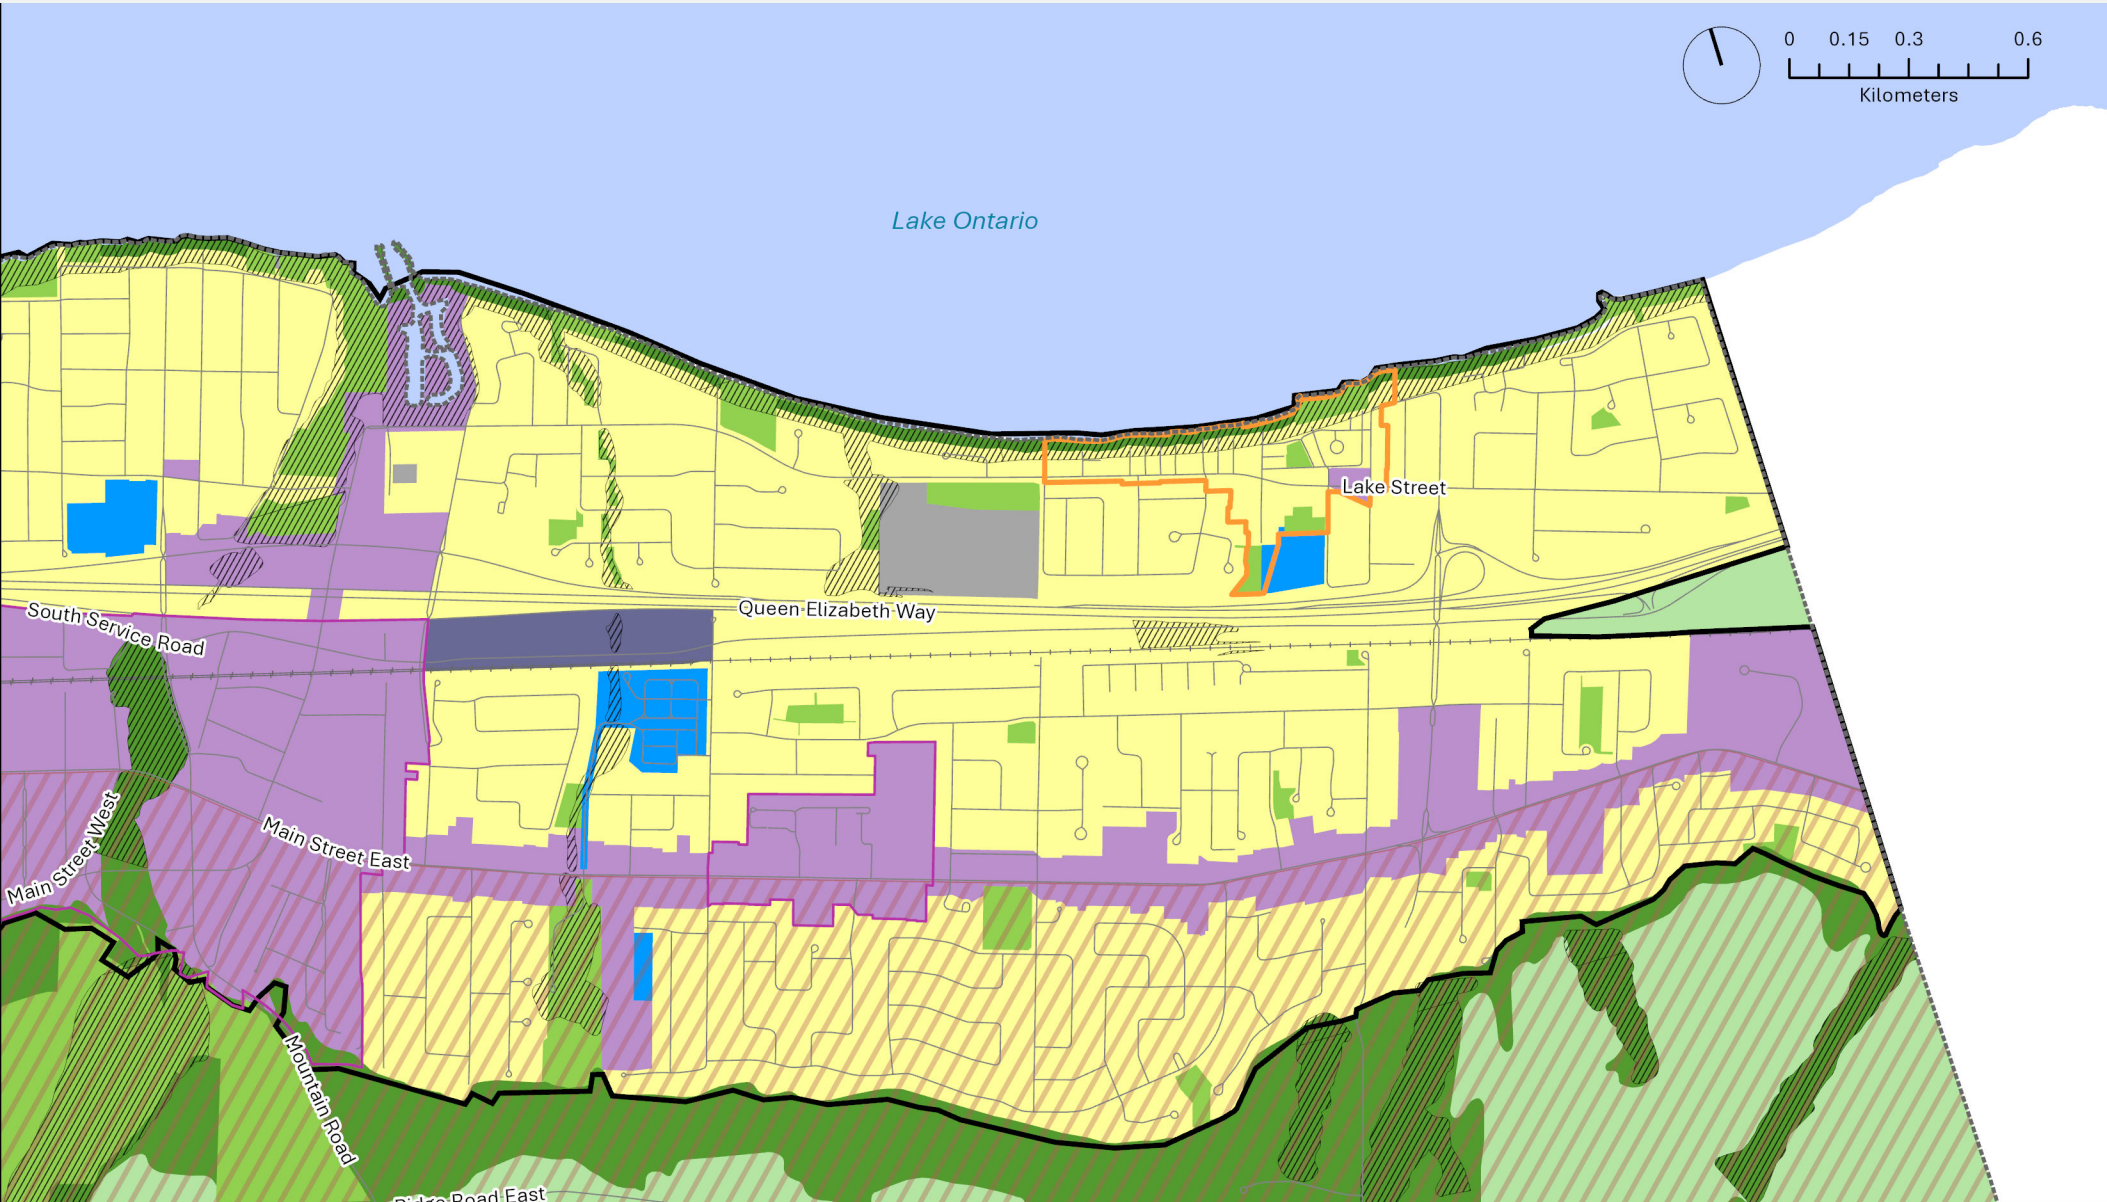 0 0.15 0.3 0.6
Kilometers
Lake Ontario
Lake Street
Queen Elizabeth Way
South Service Road
Main Street East
Main Street West
Mountain Road
Road East